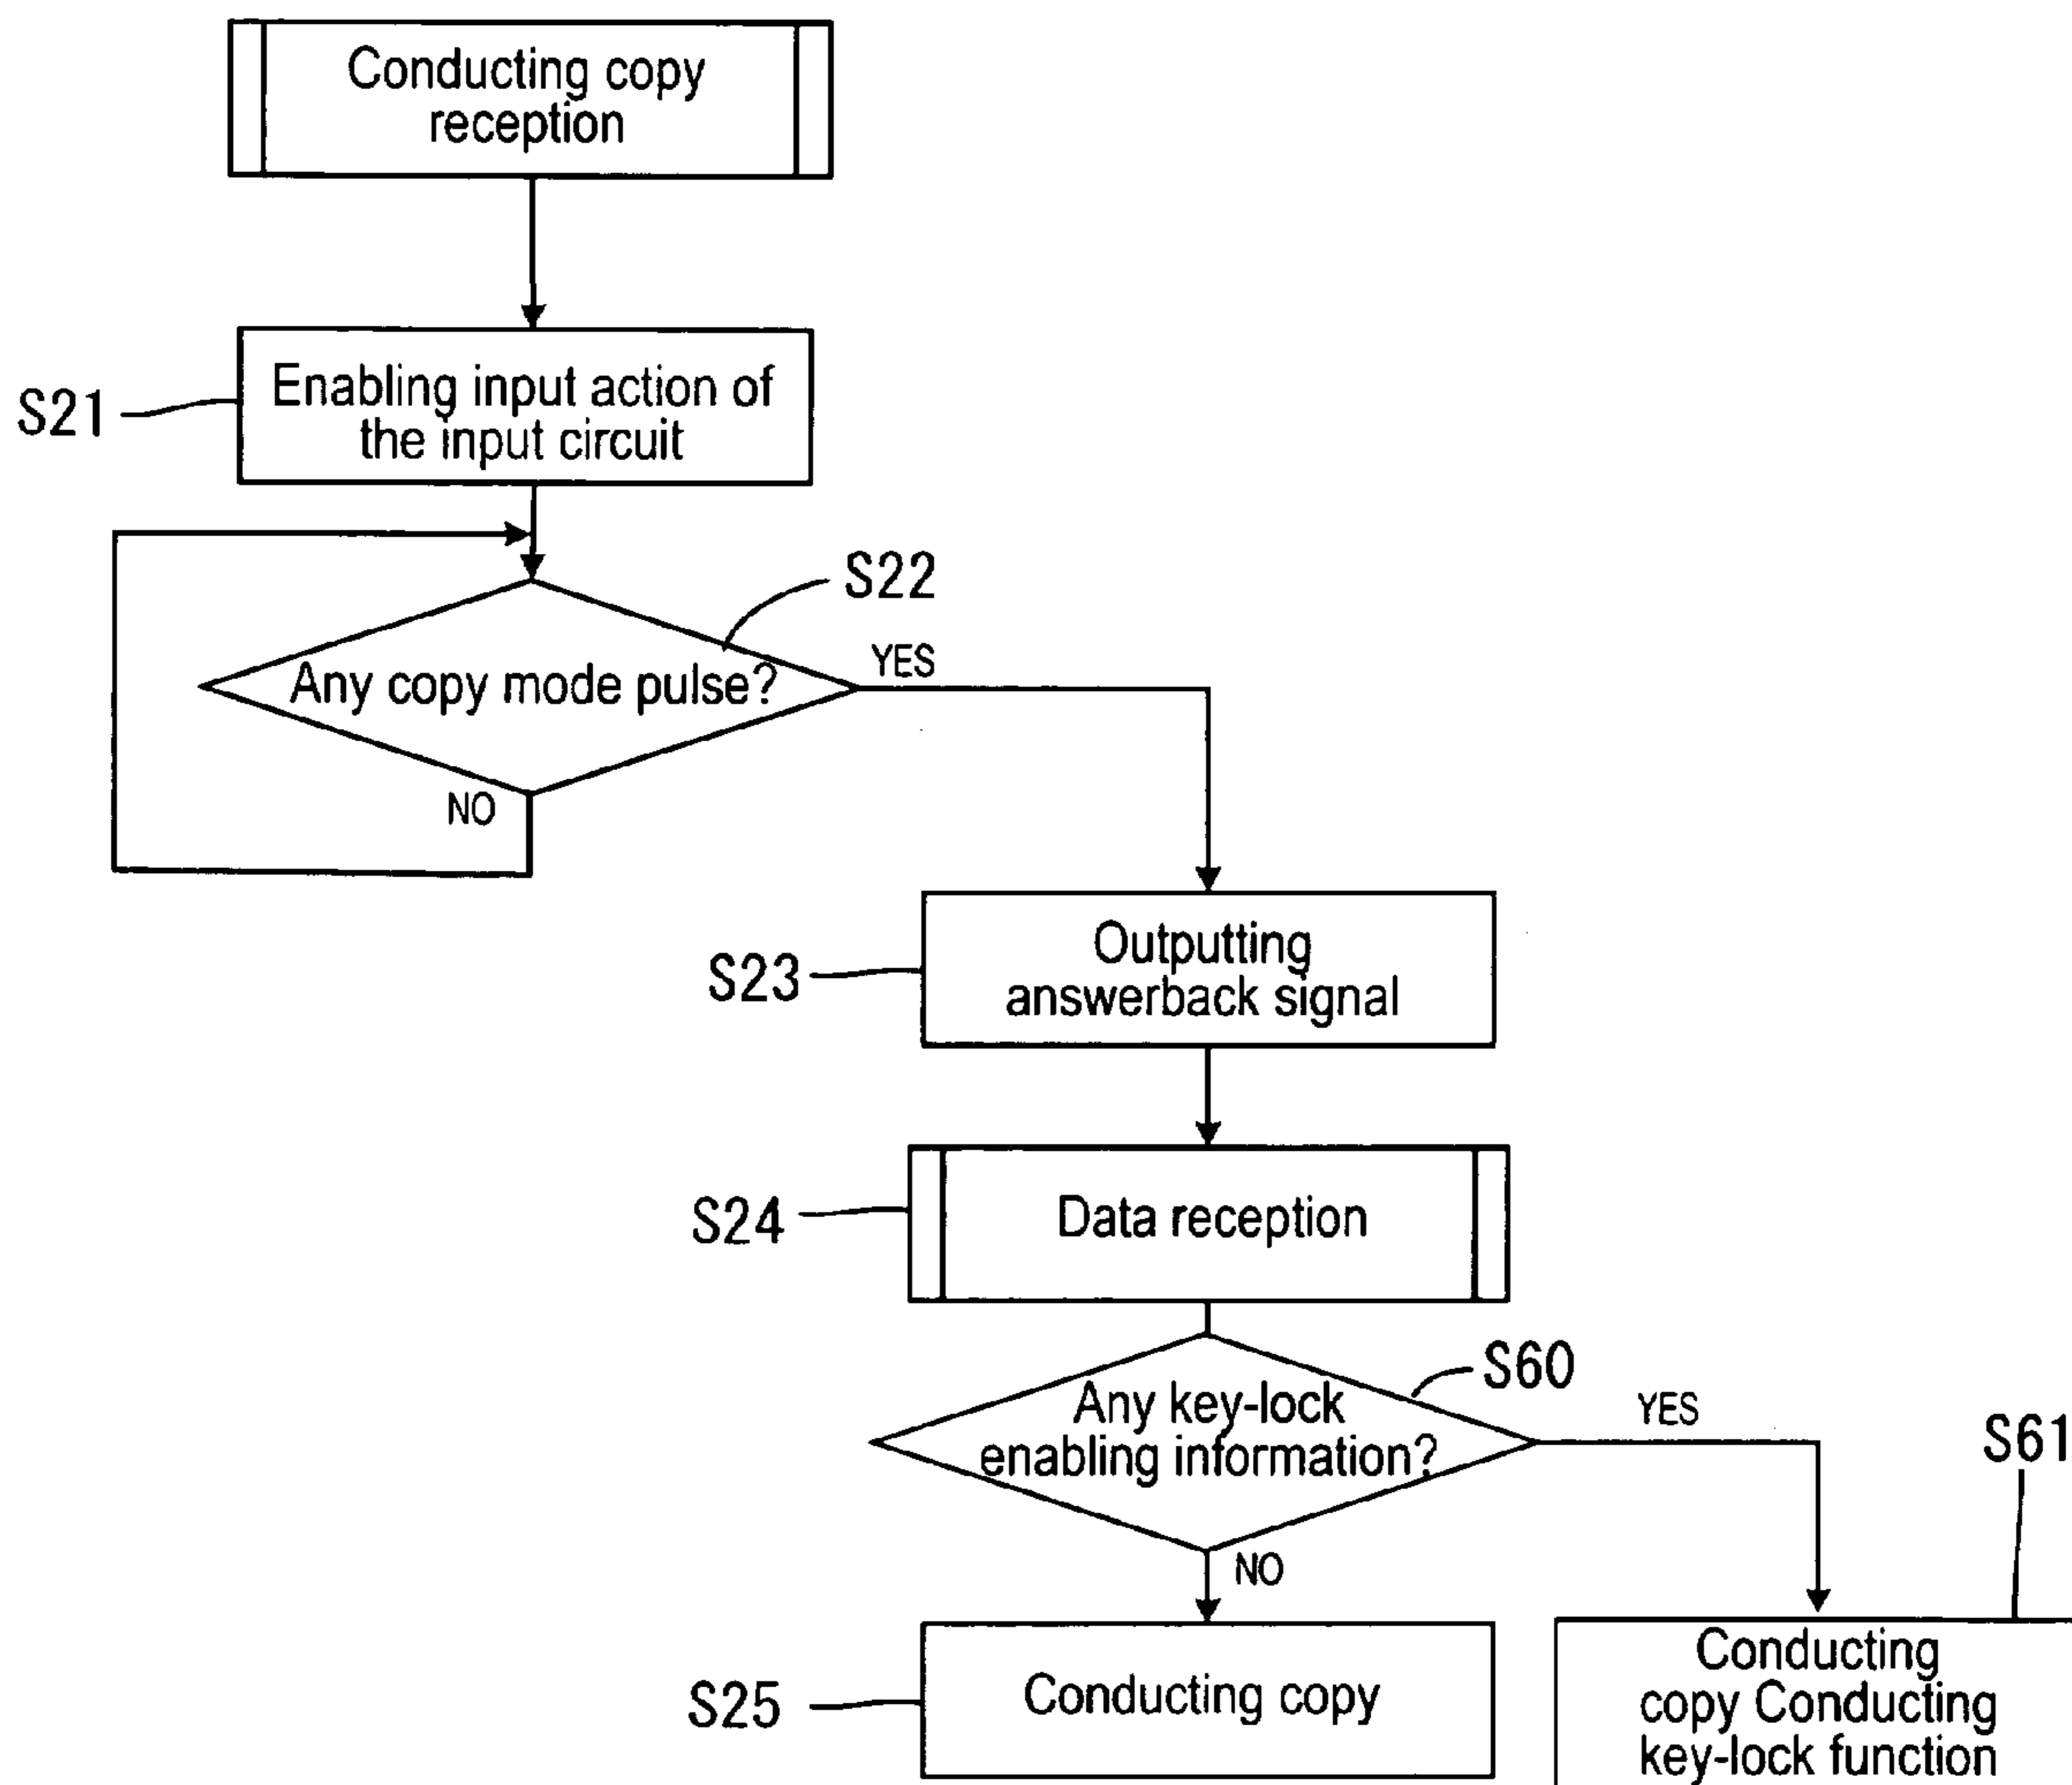 Conducting copy
reception
S21
Enabling input action of
the input circuit
S22
YES
Any copy mode pulse?
NO
S23
Outputting
answerback signal
S24
Data reception
S60
Any key-lock
enabling information?
YES
S61
NO
S25
Conducting copy
Conducting
copy Conducting
key-lock function